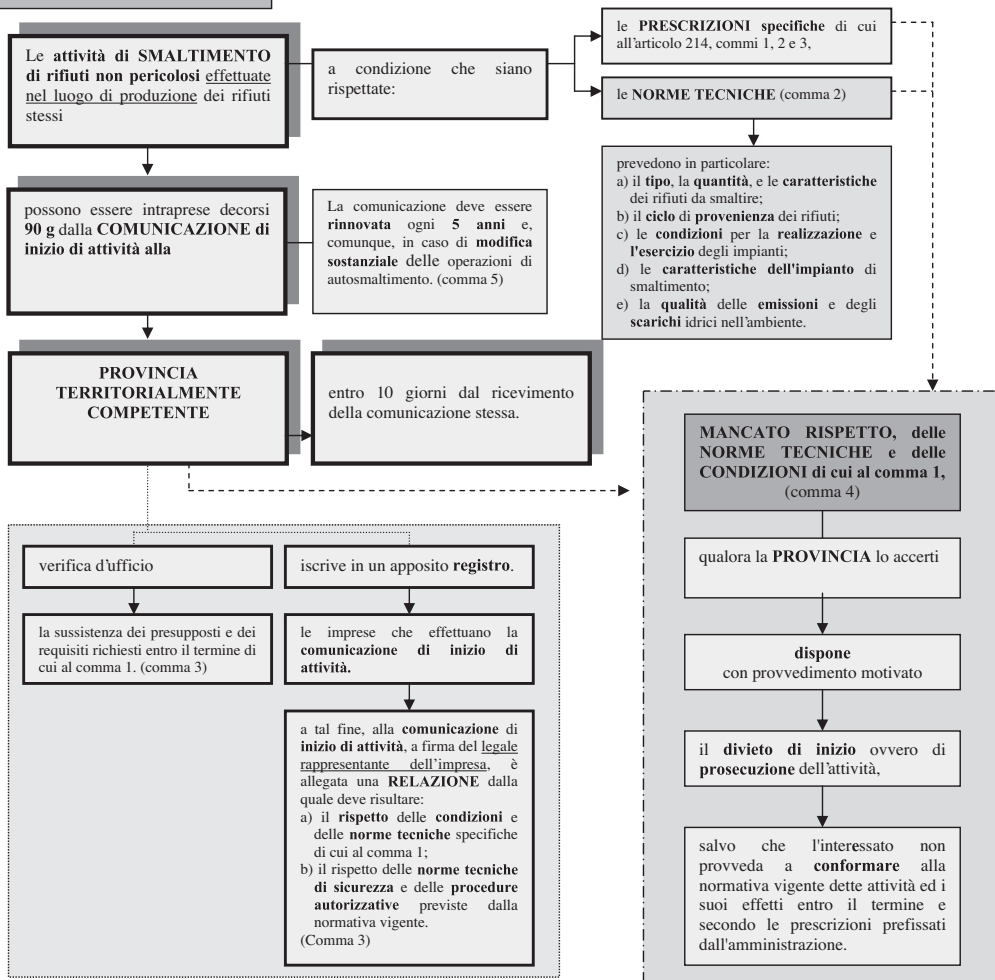 Le attività di SMALTIMENTO
di rifiuti non pericolosi effettuate
nel luogo di produzione dei rifiuti
stessi
a condizione che siano
rispettate:
le PRESCRIZIONI specifiche di cui
all'articolo 214, commi 1, 2 e 3,
le NORME TECNICHE (comma 2)
prevedono in particolare:
a) il tipo, la quantità, e le caratteristiche
dei rifiuti da smaltire;
b) il ciclo di provenienza dei rifiuti;
c) le condizioni per la realizzazione e
l'esercizio degli impianti;
d) le caratteristiche dell'impianto di
smaltimento;
e) la qualità delle emissioni e degli
scarichi idrici nell'ambiente.
possono essere intraprese decorsi
90 g dalla COMUNICAZIONE di
inizio di attività alla
La comunicazione deve essere
rinnovata ogni 5 anni e,
comunque, in caso di modifica
sostanziale delle operazioni di
autosmaltimento. (comma 5)
PROVINCIA
TERRITORIALMENTE
COMPETENTE
entro 10 giorni dal ricevimento
della comunicazione stessa.
verifica d'ufficio
la sussistenza dei presupposti e dei
requisiti richiesti entro il termine di
cui al comma 1. (comma 3)
iscrive in un apposito registro.
le imprese che effettuano la
comunicazione di inizio di
attività.
a tal fine, alla comunicazione di
inizio di attività, a firma del legale
rappresentante dell'impresa, è
allegata una RELAZIONE dalla
quale deve risultare:
a) il rispetto delle condizioni e
delle norme tecniche specifiche
di cui al comma 1;
b) il rispetto delle norme tecniche
di sicurezza e delle procedure
autorizzative previste dalla
normativa vigente.
(Comma 3)
MANCATO RISPETTO, delle
NORME TECNICHE e delle
CONDIZIONI di cui al comma 1,
(comma 4)
qualora la PROVINCIA lo accerti
dispone
con provvedimento motivato
il divieto di inizio ovvero di
prosecuzione dell'attività,
salvo che l'interessato non
provveda a conformare alla
normativa vigente dette attività ed i
suoi effetti entro il termine e
secondo le prescrizioni prefissati
dall'amministrazione.